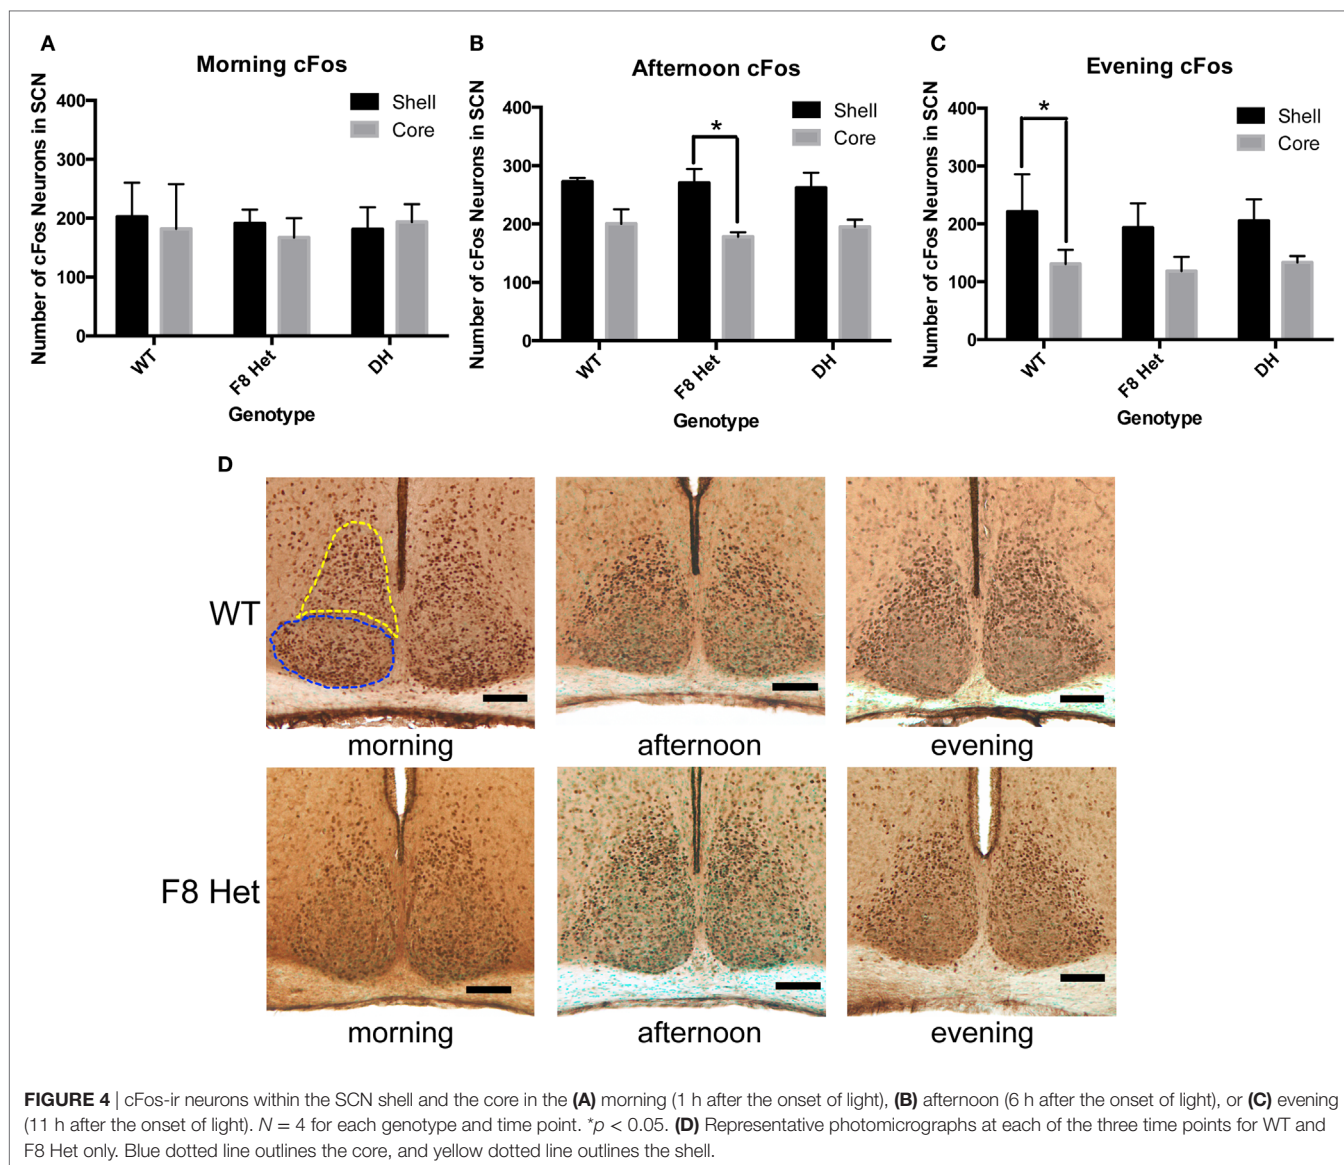 A
Morning cFos
Number of cFos Neurons in SCN
400
300
200
100
0
Shell
Core
WT
F8 Het
DH
Genotype
B
Afternoon cFos
Number of cFos Neurons in SCN
400
300
200
100
0
Shell
Core
*
WT
F8 Het
DH
Genotype
C
Evening cFos
Number of cFos Neurons in SCN
400
300
200
100
0
Shell
Core
*
WT
F8 Het
DH
Genotype
D
WT
morning
afternoon
evening
F8 Het
morning
afternoon
evening
FIGURE 4 | cFos-ir neurons within the SCN shell and the core in the (A) morning (1 h after the onset of light), (B) afternoon (6 h after the onset of light), or (C) evening
(11 h after the onset of light). N = 4 for each genotype and time point. *p < 0.05. (D) Representative photomicrographs at each of the three time points for WT and
F8 Het only. Blue dotted line outlines the core, and yellow dotted line outlines the shell.